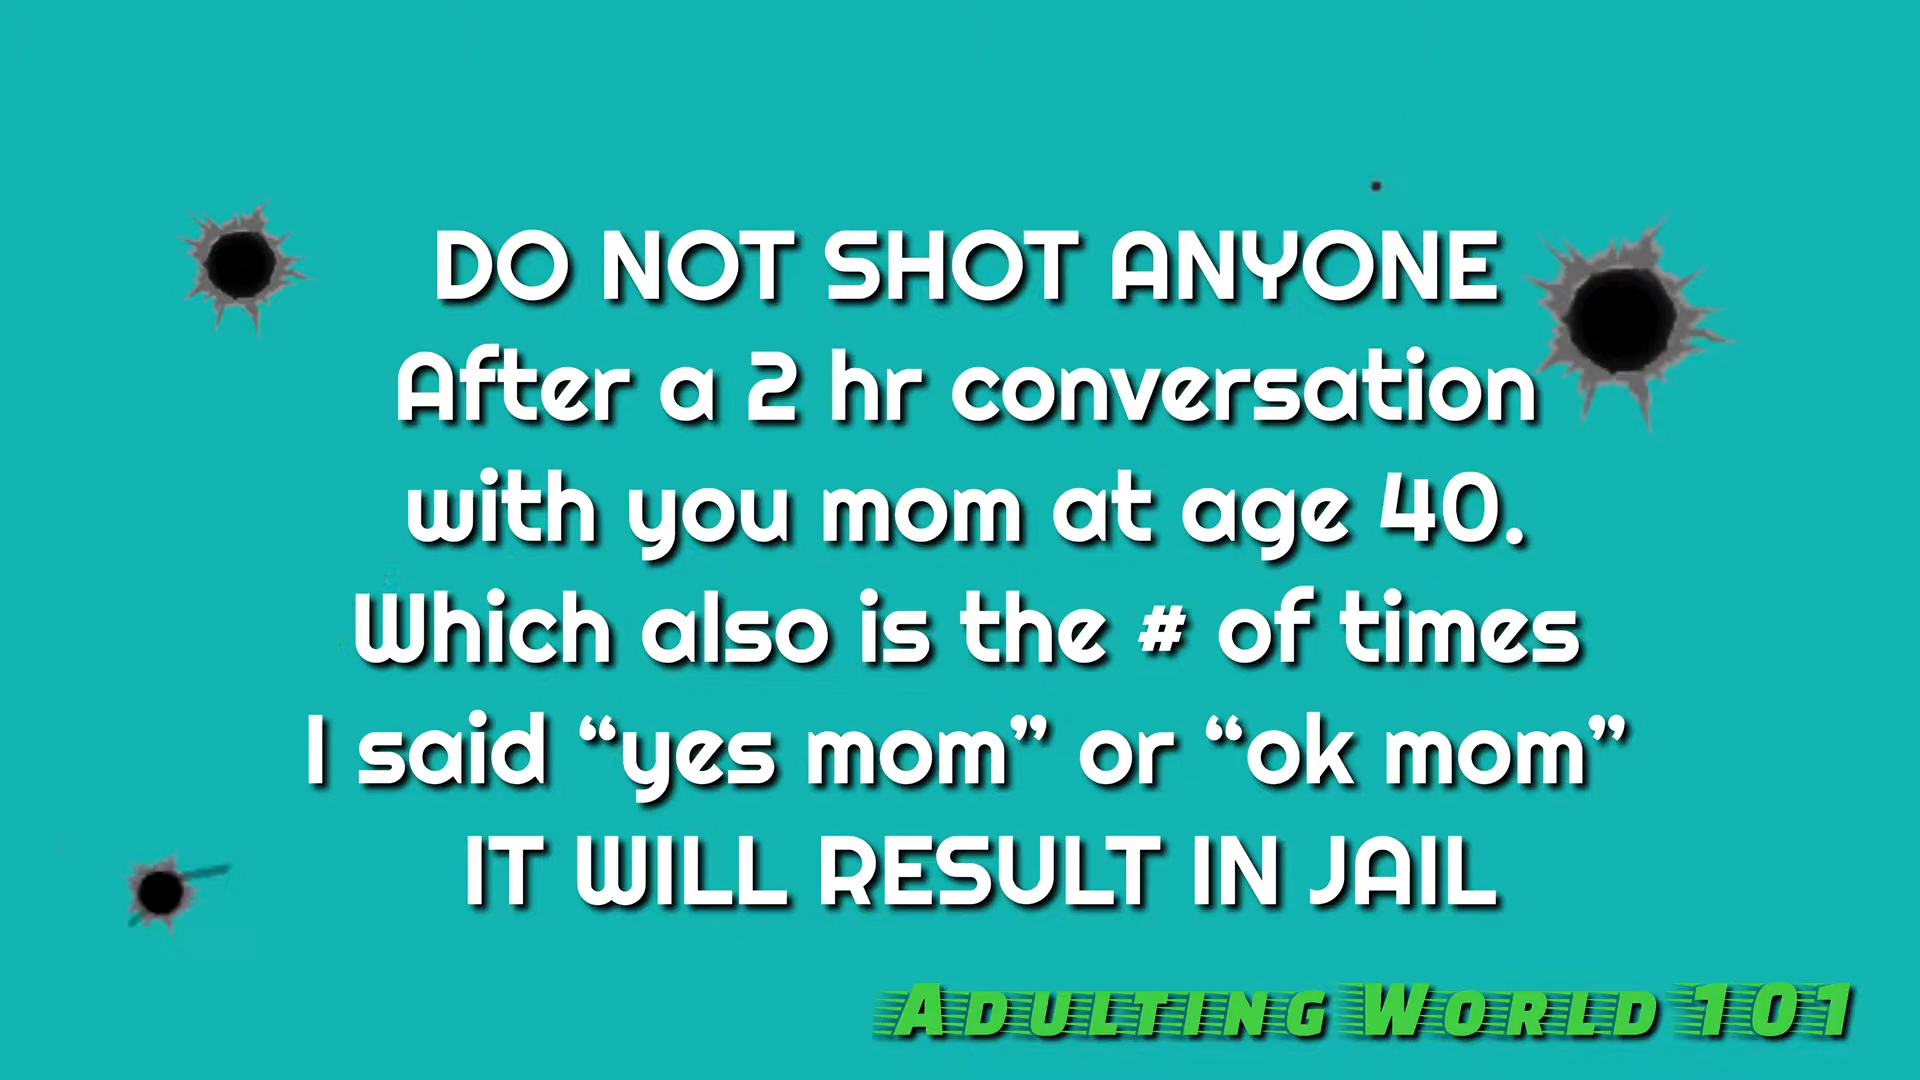 DO NOT SHOT ANYONE
After a 2 hr conversation
with you mom at age 40.
Which also is the # of times
I said “yes mom” or “ok mom”
IT WILL RESULT IN JAIL
ADULTING WORLD 101